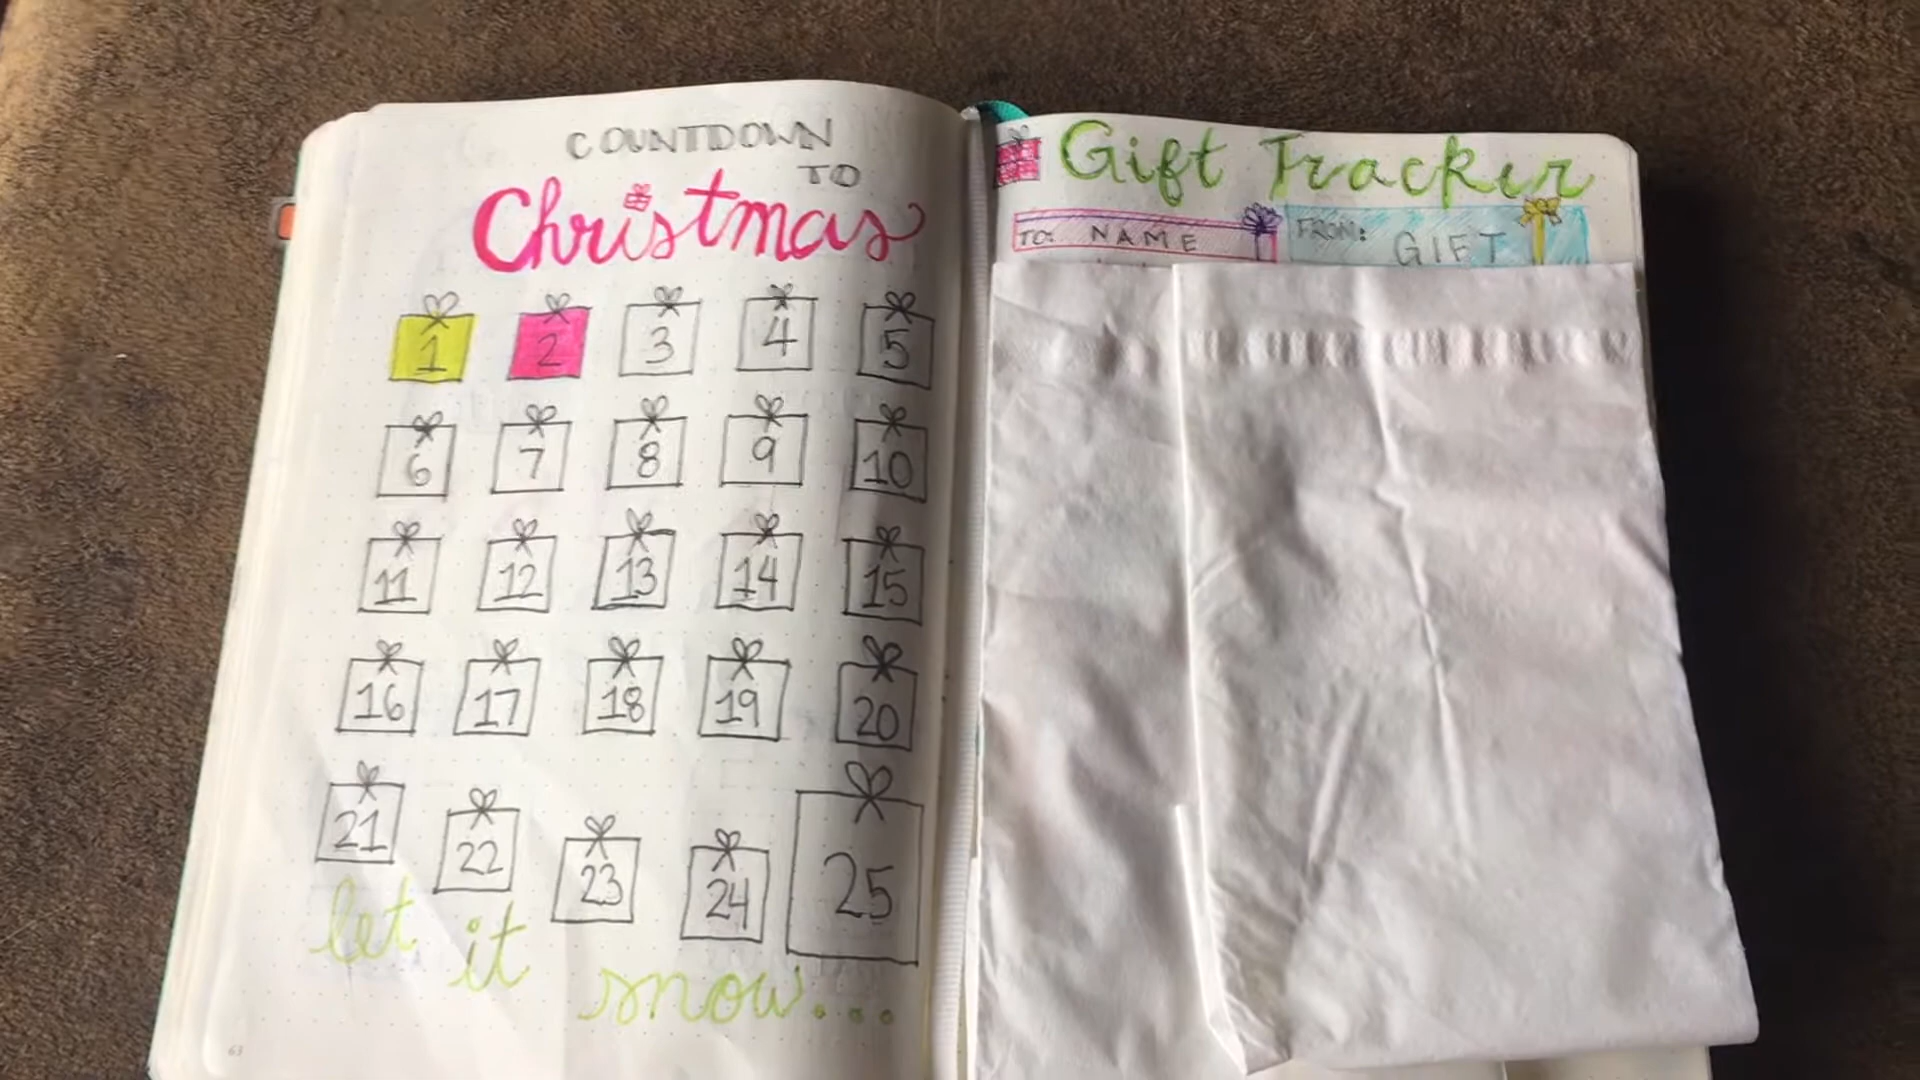 COUNTDOWN
TO
Christmas
1 2 3 4 5
6 7 8 9 10
11 12 13 14 15
16 17 18 19 20
21 22 23 24 25
let it snow...
63
Gift Tracker
TO: NAME
FROM: GIFT